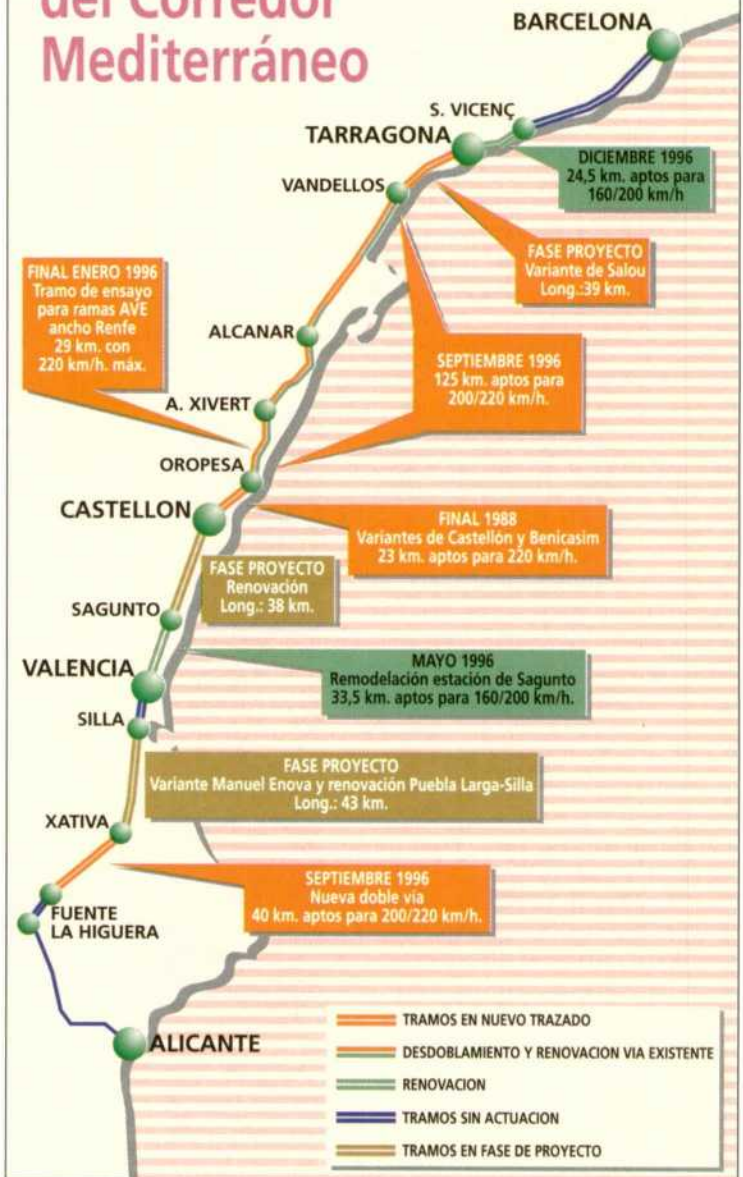 del Corredor
Mediterráneo
BARCELONA
S. VICENÇ
TARRAGONA
DICIEMBRE 1996
24,5 km. aptos para
160/200 km/h
VANDELLOS
FASE PROYECTO
Variante de Salou
Long.:39 km.
FINAL ENERO 1996
Tramo de ensayo
para ramas AVE
ancho Renfe
29 km. con
220 km/h. máx.
ALCANAR
SEPTIEMBRE 1996
125 km. aptos para
200/220 km/h.
A. XIVERT
OROPESA
CASTELLON
FINAL 1988
Variantes de Castellón y Benicasim
23 km. aptos para 220 km/h.
FASE PROYECTO
Renovación
Long.: 38 km.
SAGUNTO
VALENCIA
MAYO 1996
Remodelación estación de Sagunto
33,5 km. aptos para 160/200 km/h.
SILLA
FASE PROYECTO
Variante Manuel Enova y renovación Puebla Larga-Silla
Long.: 43 km.
XATIVA
SEPTIEMBRE 1996
Nueva doble vía
40 km. aptos para 200/220 km/h.
FUENTE
LA HIGUERA
ALICANTE
TRAMOS EN NUEVO TRAZADO
DESDOBLAMIENTO Y RENOVACION VIA EXISTENTE
RENOVACION
TRAMOS SIN ACTUACION
TRAMOS EN FASE DE PROYECTO